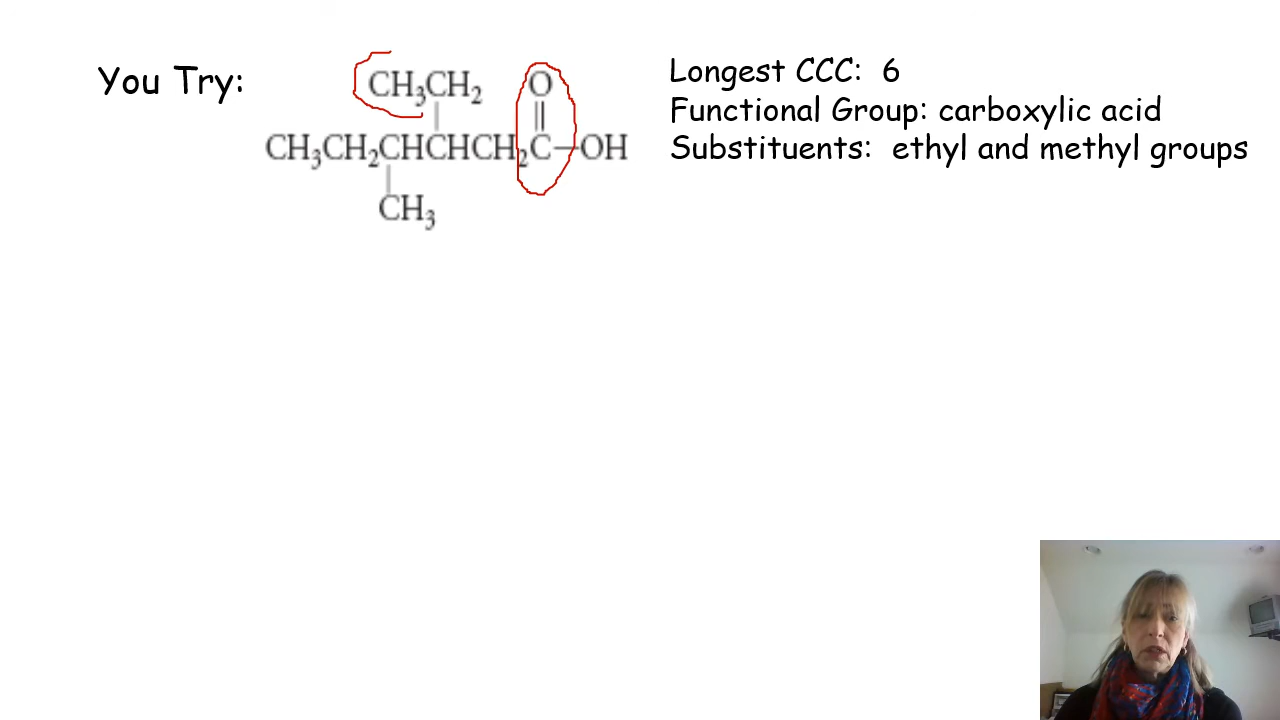 You Try:
CH₃CH₂ O
CH₃CH₂CHCHCH₂C—OH
CH₃
Longest CCC: 6
Functional Group: carboxylic acid
Substituents: ethyl and methyl groups